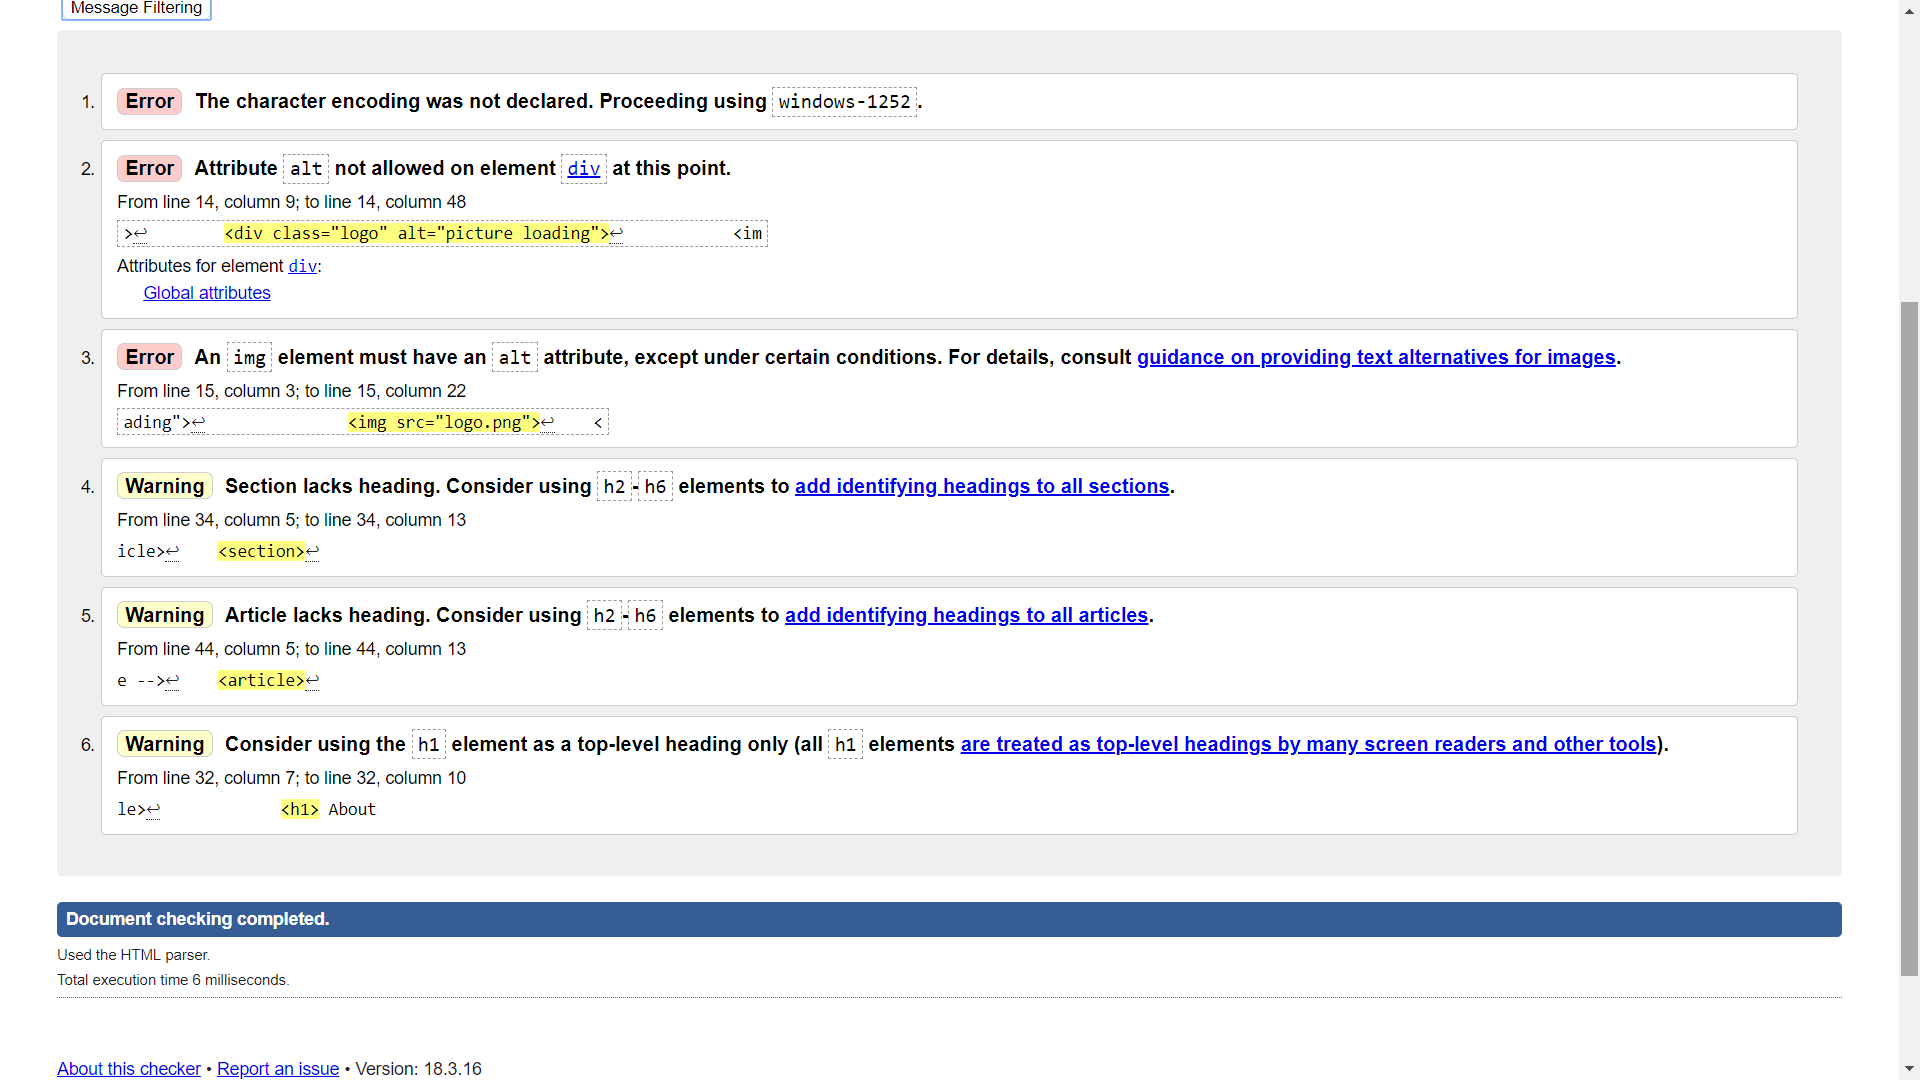 Message Filtering
1. Error The character encoding was not declared. Proceeding using windows-1252.
2. Error Attribute alt not allowed on element div at this point.
From line 14, column 9; to line 14, column 48
>↩ <div class="logo" alt="picture loading">↩ <im
Attributes for element div:
Global attributes
3. Error An img element must have an alt attribute, except under certain conditions. For details, consult guidance on providing text alternatives for images.
From line 15, column 3; to line 15, column 22
ading">↩ <img src="logo.png">↩ <
4. Warning Section lacks heading. Consider using h2-h6 elements to add identifying headings to all sections.
From line 34, column 5; to line 34, column 13
icle>↩ <section>↩
5. Warning Article lacks heading. Consider using h2-h6 elements to add identifying headings to all articles.
From line 44, column 5; to line 44, column 13
e -->↩ <article>↩
6. Warning Consider using the h1 element as a top-level heading only (all h1 elements are treated as top-level headings by many screen readers and other tools).
From line 32, column 7; to line 32, column 10
le>↩ <h1> About
Document checking completed.
Used the HTML parser.
Total execution time 6 milliseconds.
About this checker • Report an issue • Version: 18.3.16